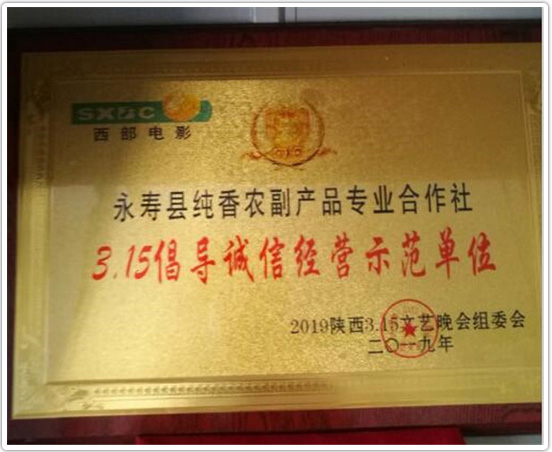 SXBC
西部电影
永寿县纯香农副产品专业合作社
3.15倡导诚信经营示范单位
2019陕西3.15文艺晚会组委会
二〇一九年